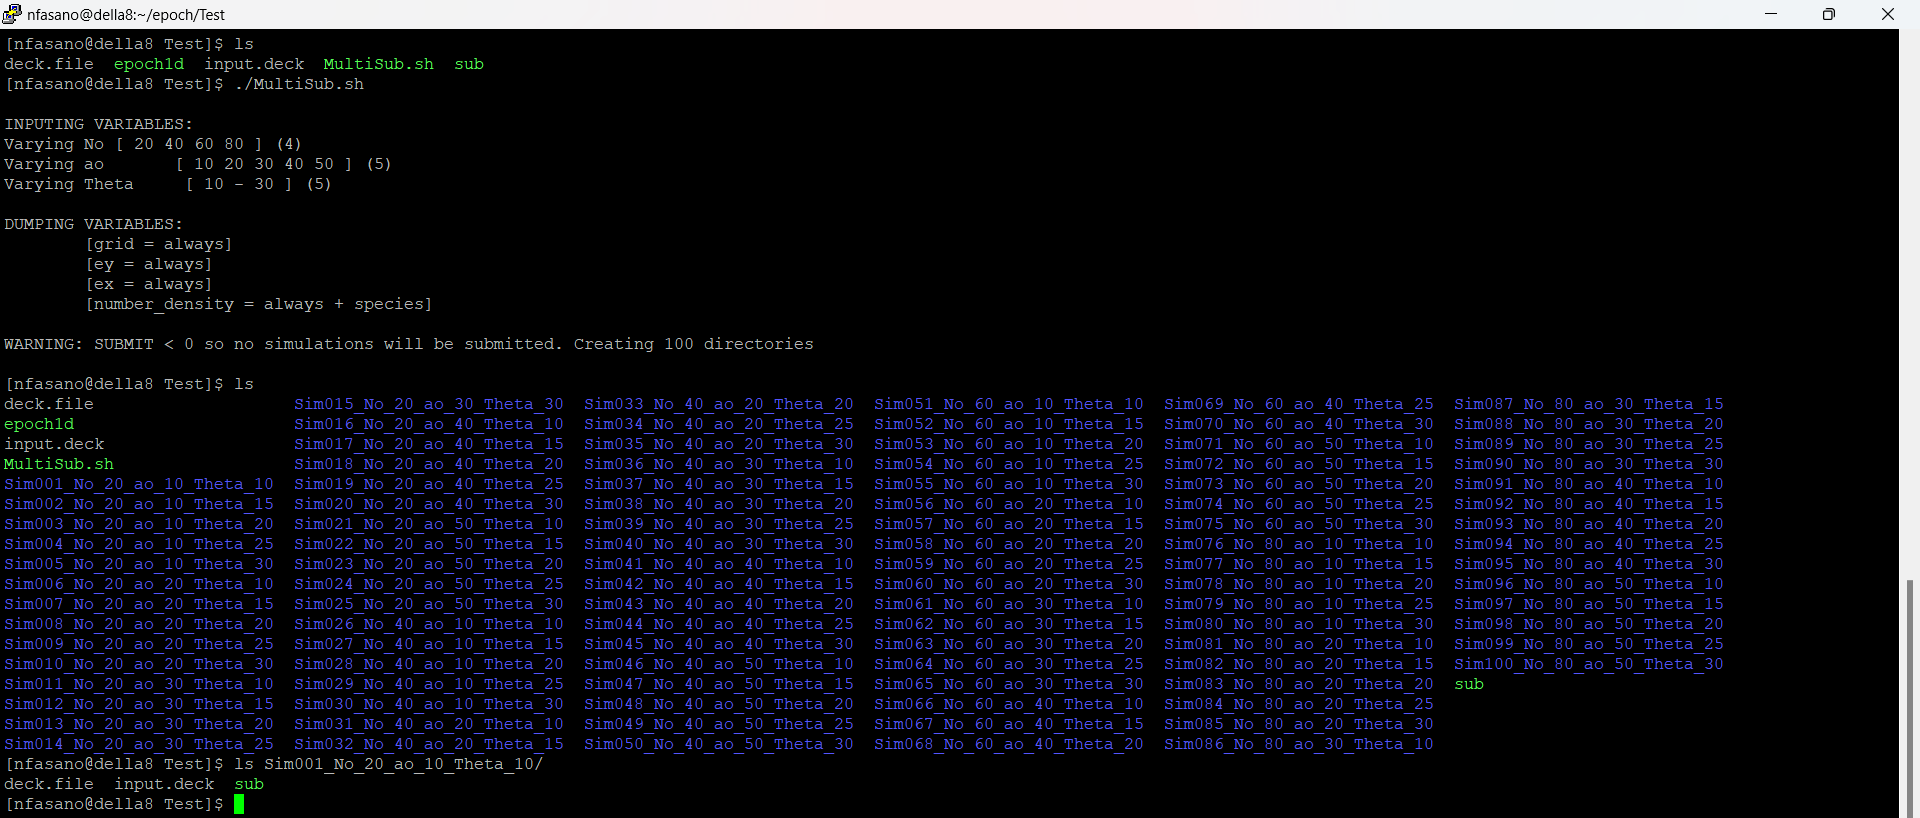 nfasano@della8:~/epoch/Test
[nfasano@della8 Test]$ ls
deck.file  epoch1d  input.deck  MultiSub.sh  sub
[nfasano@della8 Test]$ ./MultiSub.sh
INPUTING VARIABLES:
Varying No [ 20 40 60 80 ] (4)
Varying ao       [ 10 20 30 40 50 ] (5)
Varying Theta     [ 10 - 30 ] (5)
DUMPING VARIABLES:
[grid = always]
[ey = always]
[ex = always]
[number_density = always + species]
WARNING: SUBMIT < 0 so no simulations will be submitted. Creating 100 directories
[nfasano@della8 Test]$ ls
deck.file  Sim015_No_20_ao_30_Theta_30  Sim033_No_40_ao_20_Theta_20  Sim051_No_60_ao_10_Theta_10  Sim069_No_60_ao_40_Theta_25  Sim087_No_80_ao_30_Theta_15
epoch1d  Sim016_No_20_ao_40_Theta_10  Sim034_No_40_ao_20_Theta_25  Sim052_No_60_ao_10_Theta_15  Sim070_No_60_ao_40_Theta_30  Sim088_No_80_ao_30_Theta_20
input.deck  Sim017_No_20_ao_40_Theta_15  Sim035_No_40_ao_20_Theta_30  Sim053_No_60_ao_10_Theta_20  Sim071_No_60_ao_50_Theta_10  Sim089_No_80_ao_30_Theta_25
MultiSub.sh  Sim018_No_20_ao_40_Theta_20  Sim036_No_40_ao_30_Theta_10  Sim054_No_60_ao_10_Theta_25  Sim072_No_60_ao_50_Theta_15  Sim090_No_80_ao_30_Theta_30
Sim001_No_20_ao_10_Theta_10  Sim019_No_20_ao_40_Theta_25  Sim037_No_40_ao_30_Theta_15  Sim055_No_60_ao_10_Theta_30  Sim073_No_60_ao_50_Theta_20  Sim091_No_80_ao_40_Theta_10
Sim002_No_20_ao_10_Theta_15  Sim020_No_20_ao_40_Theta_30  Sim038_No_40_ao_30_Theta_20  Sim056_No_60_ao_20_Theta_10  Sim074_No_60_ao_50_Theta_25  Sim092_No_80_ao_40_Theta_15
Sim003_No_20_ao_10_Theta_20  Sim021_No_20_ao_50_Theta_10  Sim039_No_40_ao_30_Theta_25  Sim057_No_60_ao_20_Theta_15  Sim075_No_60_ao_50_Theta_30  Sim093_No_80_ao_40_Theta_20
Sim004_No_20_ao_10_Theta_25  Sim022_No_20_ao_50_Theta_15  Sim040_No_40_ao_30_Theta_30  Sim058_No_60_ao_20_Theta_20  Sim076_No_80_ao_10_Theta_10  Sim094_No_80_ao_40_Theta_25
Sim005_No_20_ao_10_Theta_30  Sim023_No_20_ao_50_Theta_20  Sim041_No_40_ao_40_Theta_10  Sim059_No_60_ao_20_Theta_25  Sim077_No_80_ao_10_Theta_15  Sim095_No_80_ao_40_Theta_30
Sim006_No_20_ao_20_Theta_10  Sim024_No_20_ao_50_Theta_25  Sim042_No_40_ao_40_Theta_15  Sim060_No_60_ao_20_Theta_30  Sim078_No_80_ao_10_Theta_20  Sim096_No_80_ao_50_Theta_10
Sim007_No_20_ao_20_Theta_15  Sim025_No_20_ao_50_Theta_30  Sim043_No_40_ao_40_Theta_20  Sim061_No_60_ao_30_Theta_10  Sim079_No_80_ao_10_Theta_25  Sim097_No_80_ao_50_Theta_15
Sim008_No_20_ao_20_Theta_20  Sim026_No_40_ao_10_Theta_10  Sim044_No_40_ao_40_Theta_25  Sim062_No_60_ao_30_Theta_15  Sim080_No_80_ao_10_Theta_30  Sim098_No_80_ao_50_Theta_20
Sim009_No_20_ao_20_Theta_25  Sim027_No_40_ao_10_Theta_15  Sim045_No_40_ao_40_Theta_30  Sim063_No_60_ao_30_Theta_20  Sim081_No_80_ao_20_Theta_10  Sim099_No_80_ao_50_Theta_25
Sim010_No_20_ao_20_Theta_30  Sim028_No_40_ao_10_Theta_20  Sim046_No_40_ao_50_Theta_10  Sim064_No_60_ao_30_Theta_25  Sim082_No_80_ao_20_Theta_15  Sim100_No_80_ao_50_Theta_30
Sim011_No_20_ao_30_Theta_10  Sim029_No_40_ao_10_Theta_25  Sim047_No_40_ao_50_Theta_15  Sim065_No_60_ao_30_Theta_30  Sim083_No_80_ao_20_Theta_20  sub
Sim012_No_20_ao_30_Theta_15  Sim030_No_40_ao_10_Theta_30  Sim048_No_40_ao_50_Theta_20  Sim066_No_60_ao_40_Theta_10  Sim084_No_80_ao_20_Theta_25
Sim013_No_20_ao_30_Theta_20  Sim031_No_40_ao_20_Theta_10  Sim049_No_40_ao_50_Theta_25  Sim067_No_60_ao_40_Theta_15  Sim085_No_80_ao_20_Theta_30
Sim014_No_20_ao_30_Theta_25  Sim032_No_40_ao_20_Theta_15  Sim050_No_40_ao_50_Theta_30  Sim068_No_60_ao_40_Theta_20  Sim086_No_80_ao_30_Theta_10
[nfasano@della8 Test]$ ls Sim001_No_20_ao_10_Theta_10/
deck.file  input.deck  sub
[nfasano@della8 Test]$